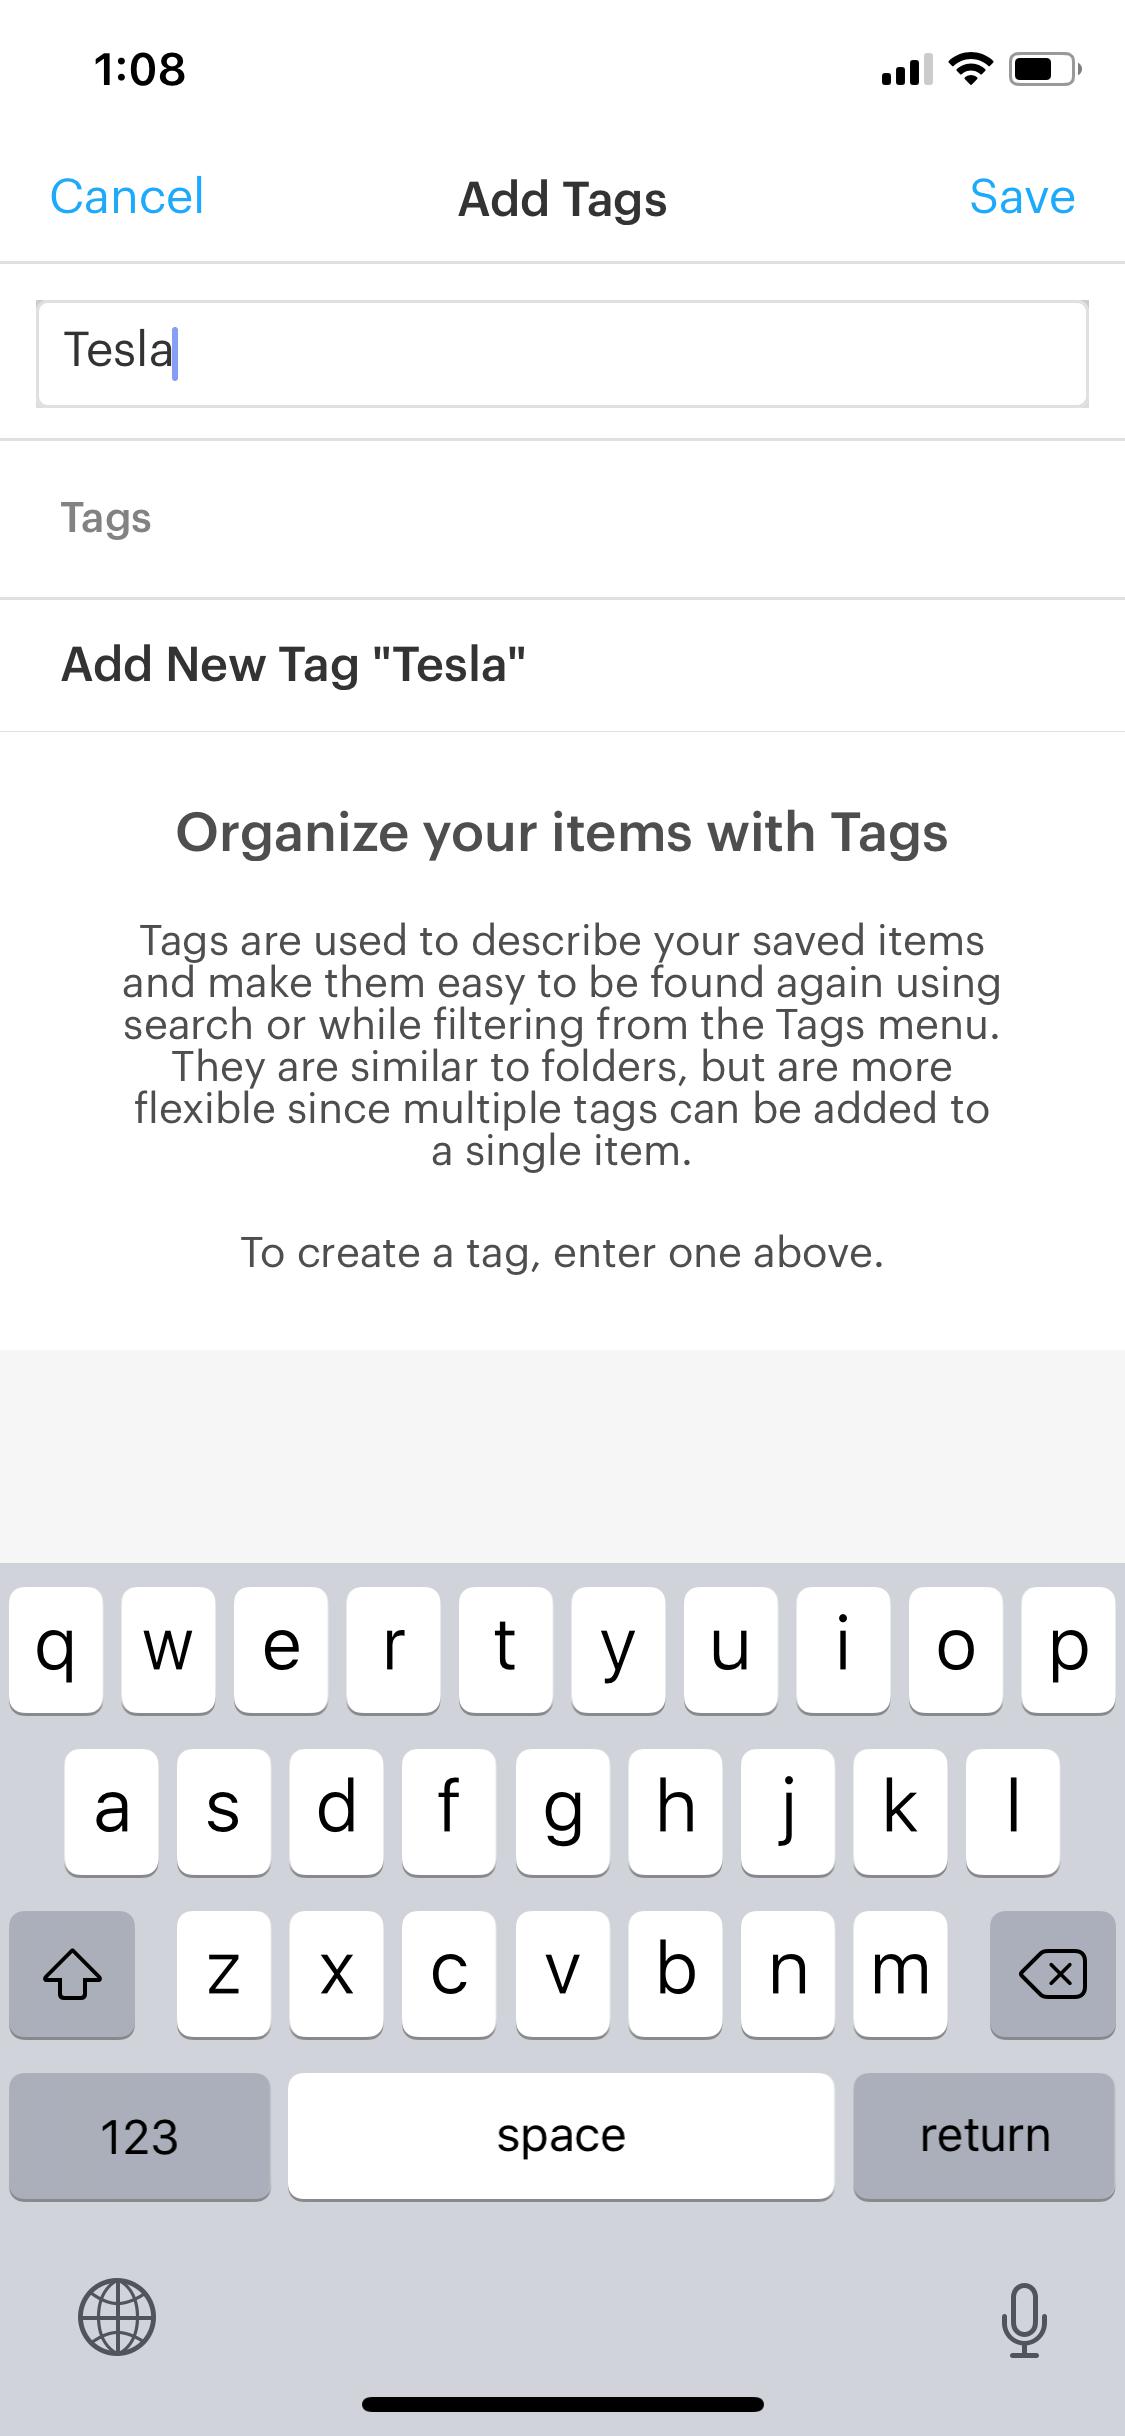 1:08
Cancel
Add Tags
Save
Tesla
Tags
Add New Tag "Tesla"
Organize your items with Tags
Tags are used to describe your saved items
and make them easy to be found again using
search or while filtering from the Tags menu.
They are similar to folders, but are more
flexible since multiple tags can be added to
a single item.
To create a tag, enter one above.
q w e r t y u i o p
a s d f g h j k l
z x c v b n m
123 space return